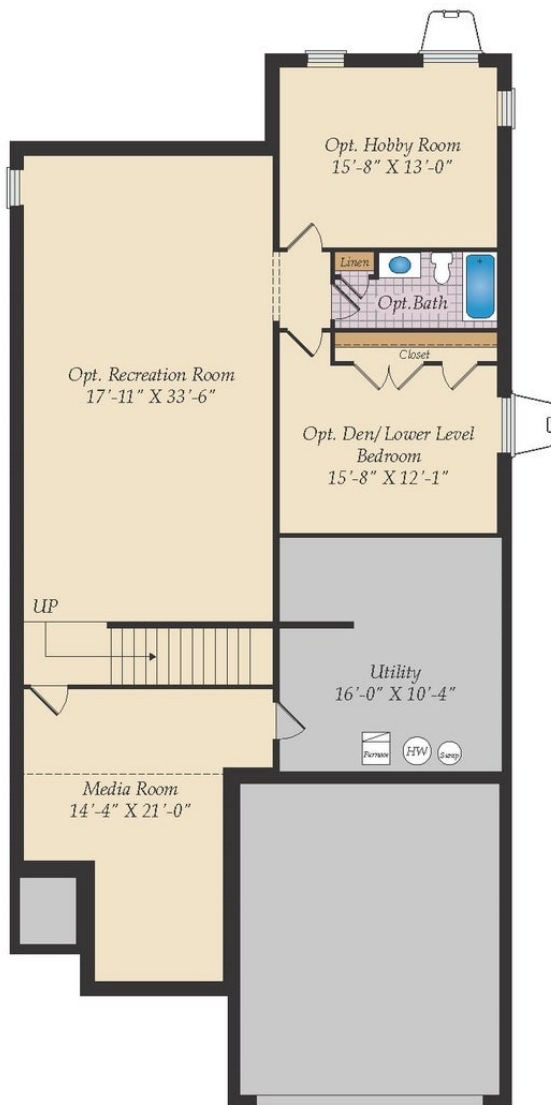 Opt. Hobby Room
15'-8" X 13'-0"
Linen
Opt.Bath
Closet
Opt. Recreation Room
17'-11" X 33'-6"
Opt. Den/ Lower Level
Bedroom
15'-8" X 12'-1"
UP
Utility
16'-0" X 10'-4"
Furnace
HW
Sump
Media Room
14'-4" X 21'-0"